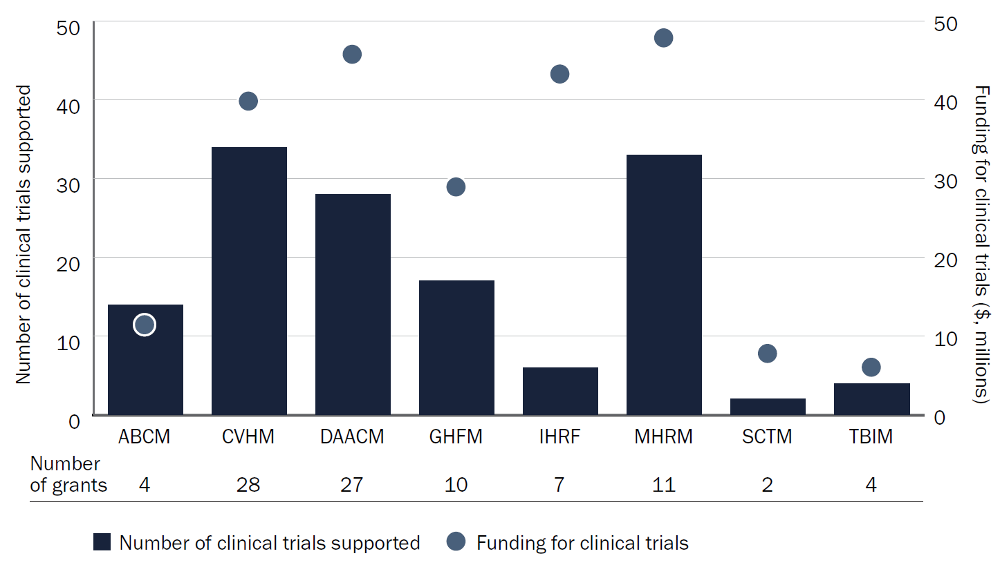 50
40
30
20
10
0
Number of clinical trials supported
50
40
30
20
10
0
Funding for clinical trials ($, millions)
ABCM CVHM DAACM GHFM IHRF MHRM SCTM TBIM
Number
of grants 4 28 27 10 7 11 2 4
Number of clinical trials supported Funding for clinical trials